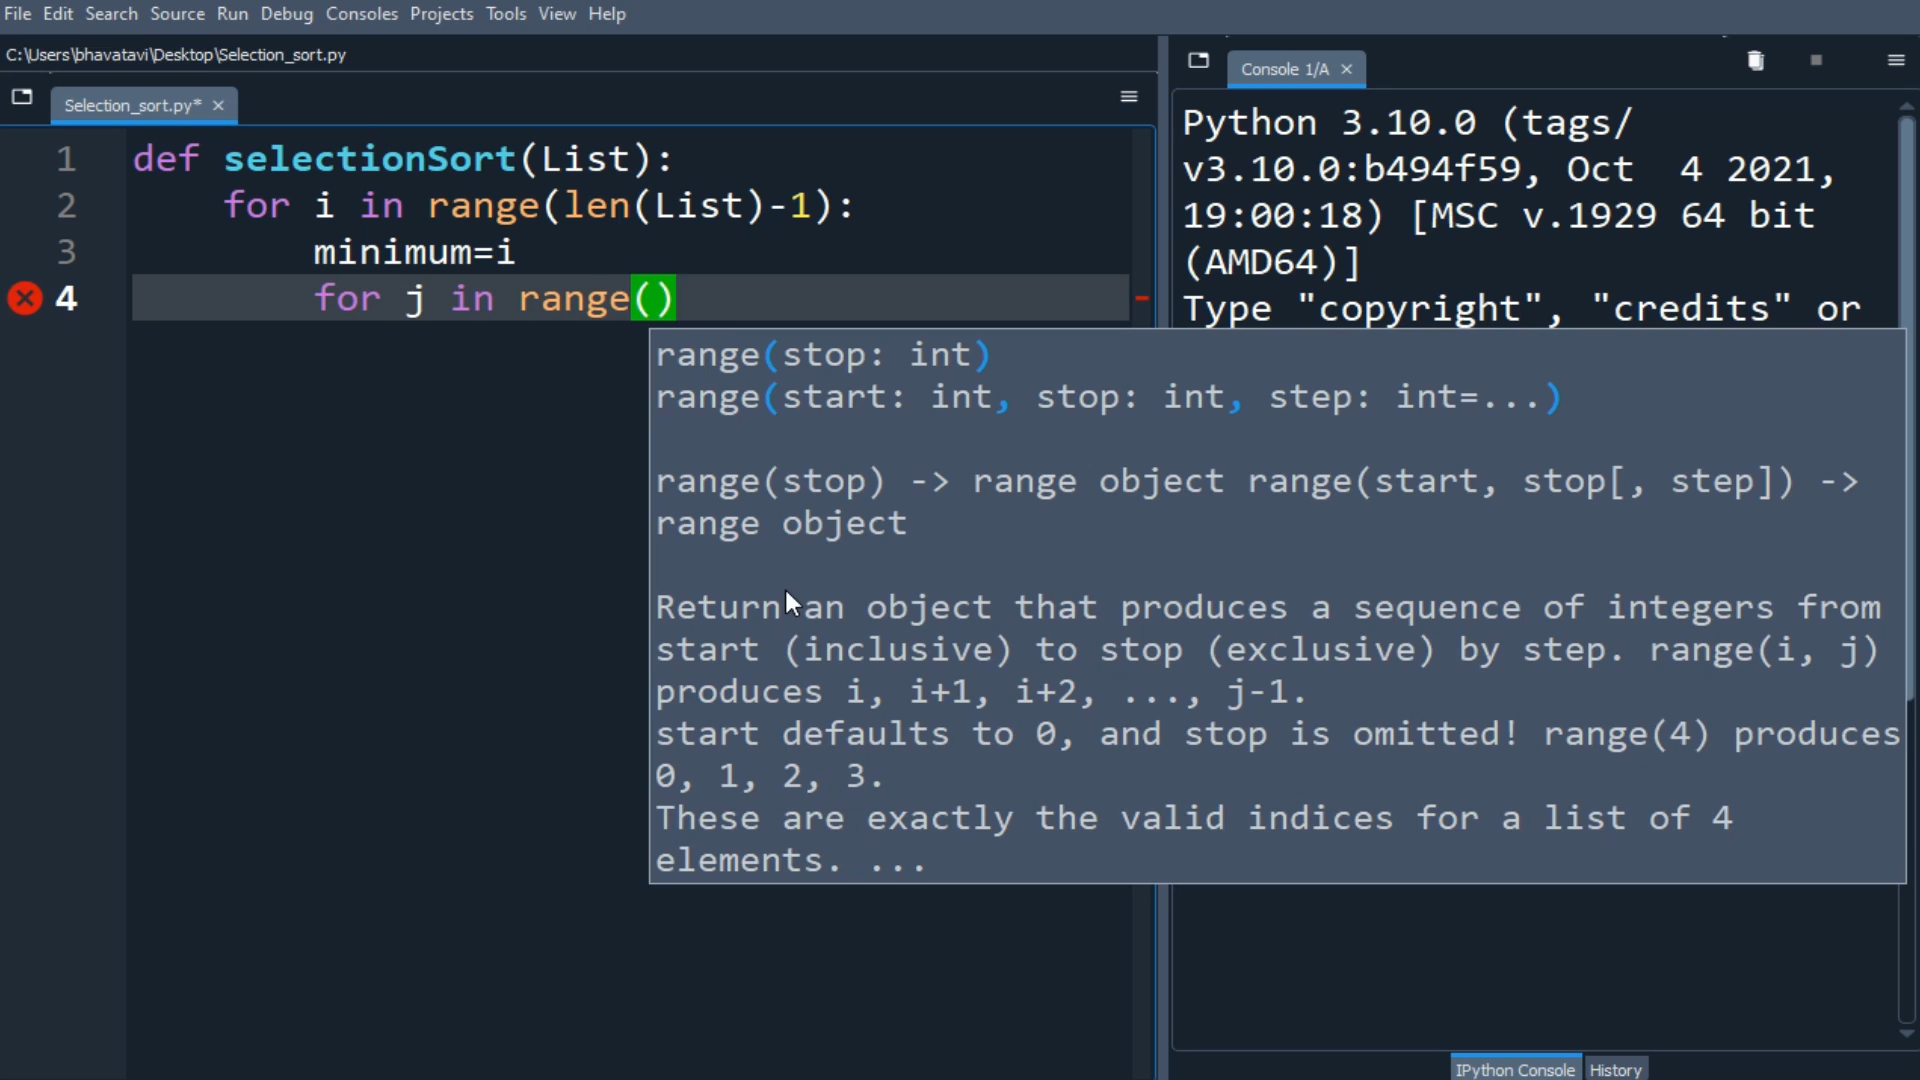 File Edit Search Source Run Debug Consoles Projects Tools View Help
C:\Users\bhavatavi\Desktop\Selection_sort.py
Selection_sort.py*
1 def selectionSort(List):
2 for i in range(len(List)-1):
3 minimum=i
4 for j in range()
range(stop: int)
range(start: int, stop: int, step: int=...)
range(stop) -> range object range(start, stop[, step]) ->
range object
Return an object that produces a sequence of integers from
start (inclusive) to stop (exclusive) by step. range(i, j)
produces i, i+1, i+2, ..., j-1.
start defaults to 0, and stop is omitted! range(4) produces
0, 1, 2, 3.
These are exactly the valid indices for a list of 4
elements. ...
Console 1/A
Python 3.10.0 (tags/
v3.10.0:b494f59, Oct  4 2021,
19:00:18) [MSC v.1929 64 bit
(AMD64)]
Type "copyright", "credits" or
IPython Console History